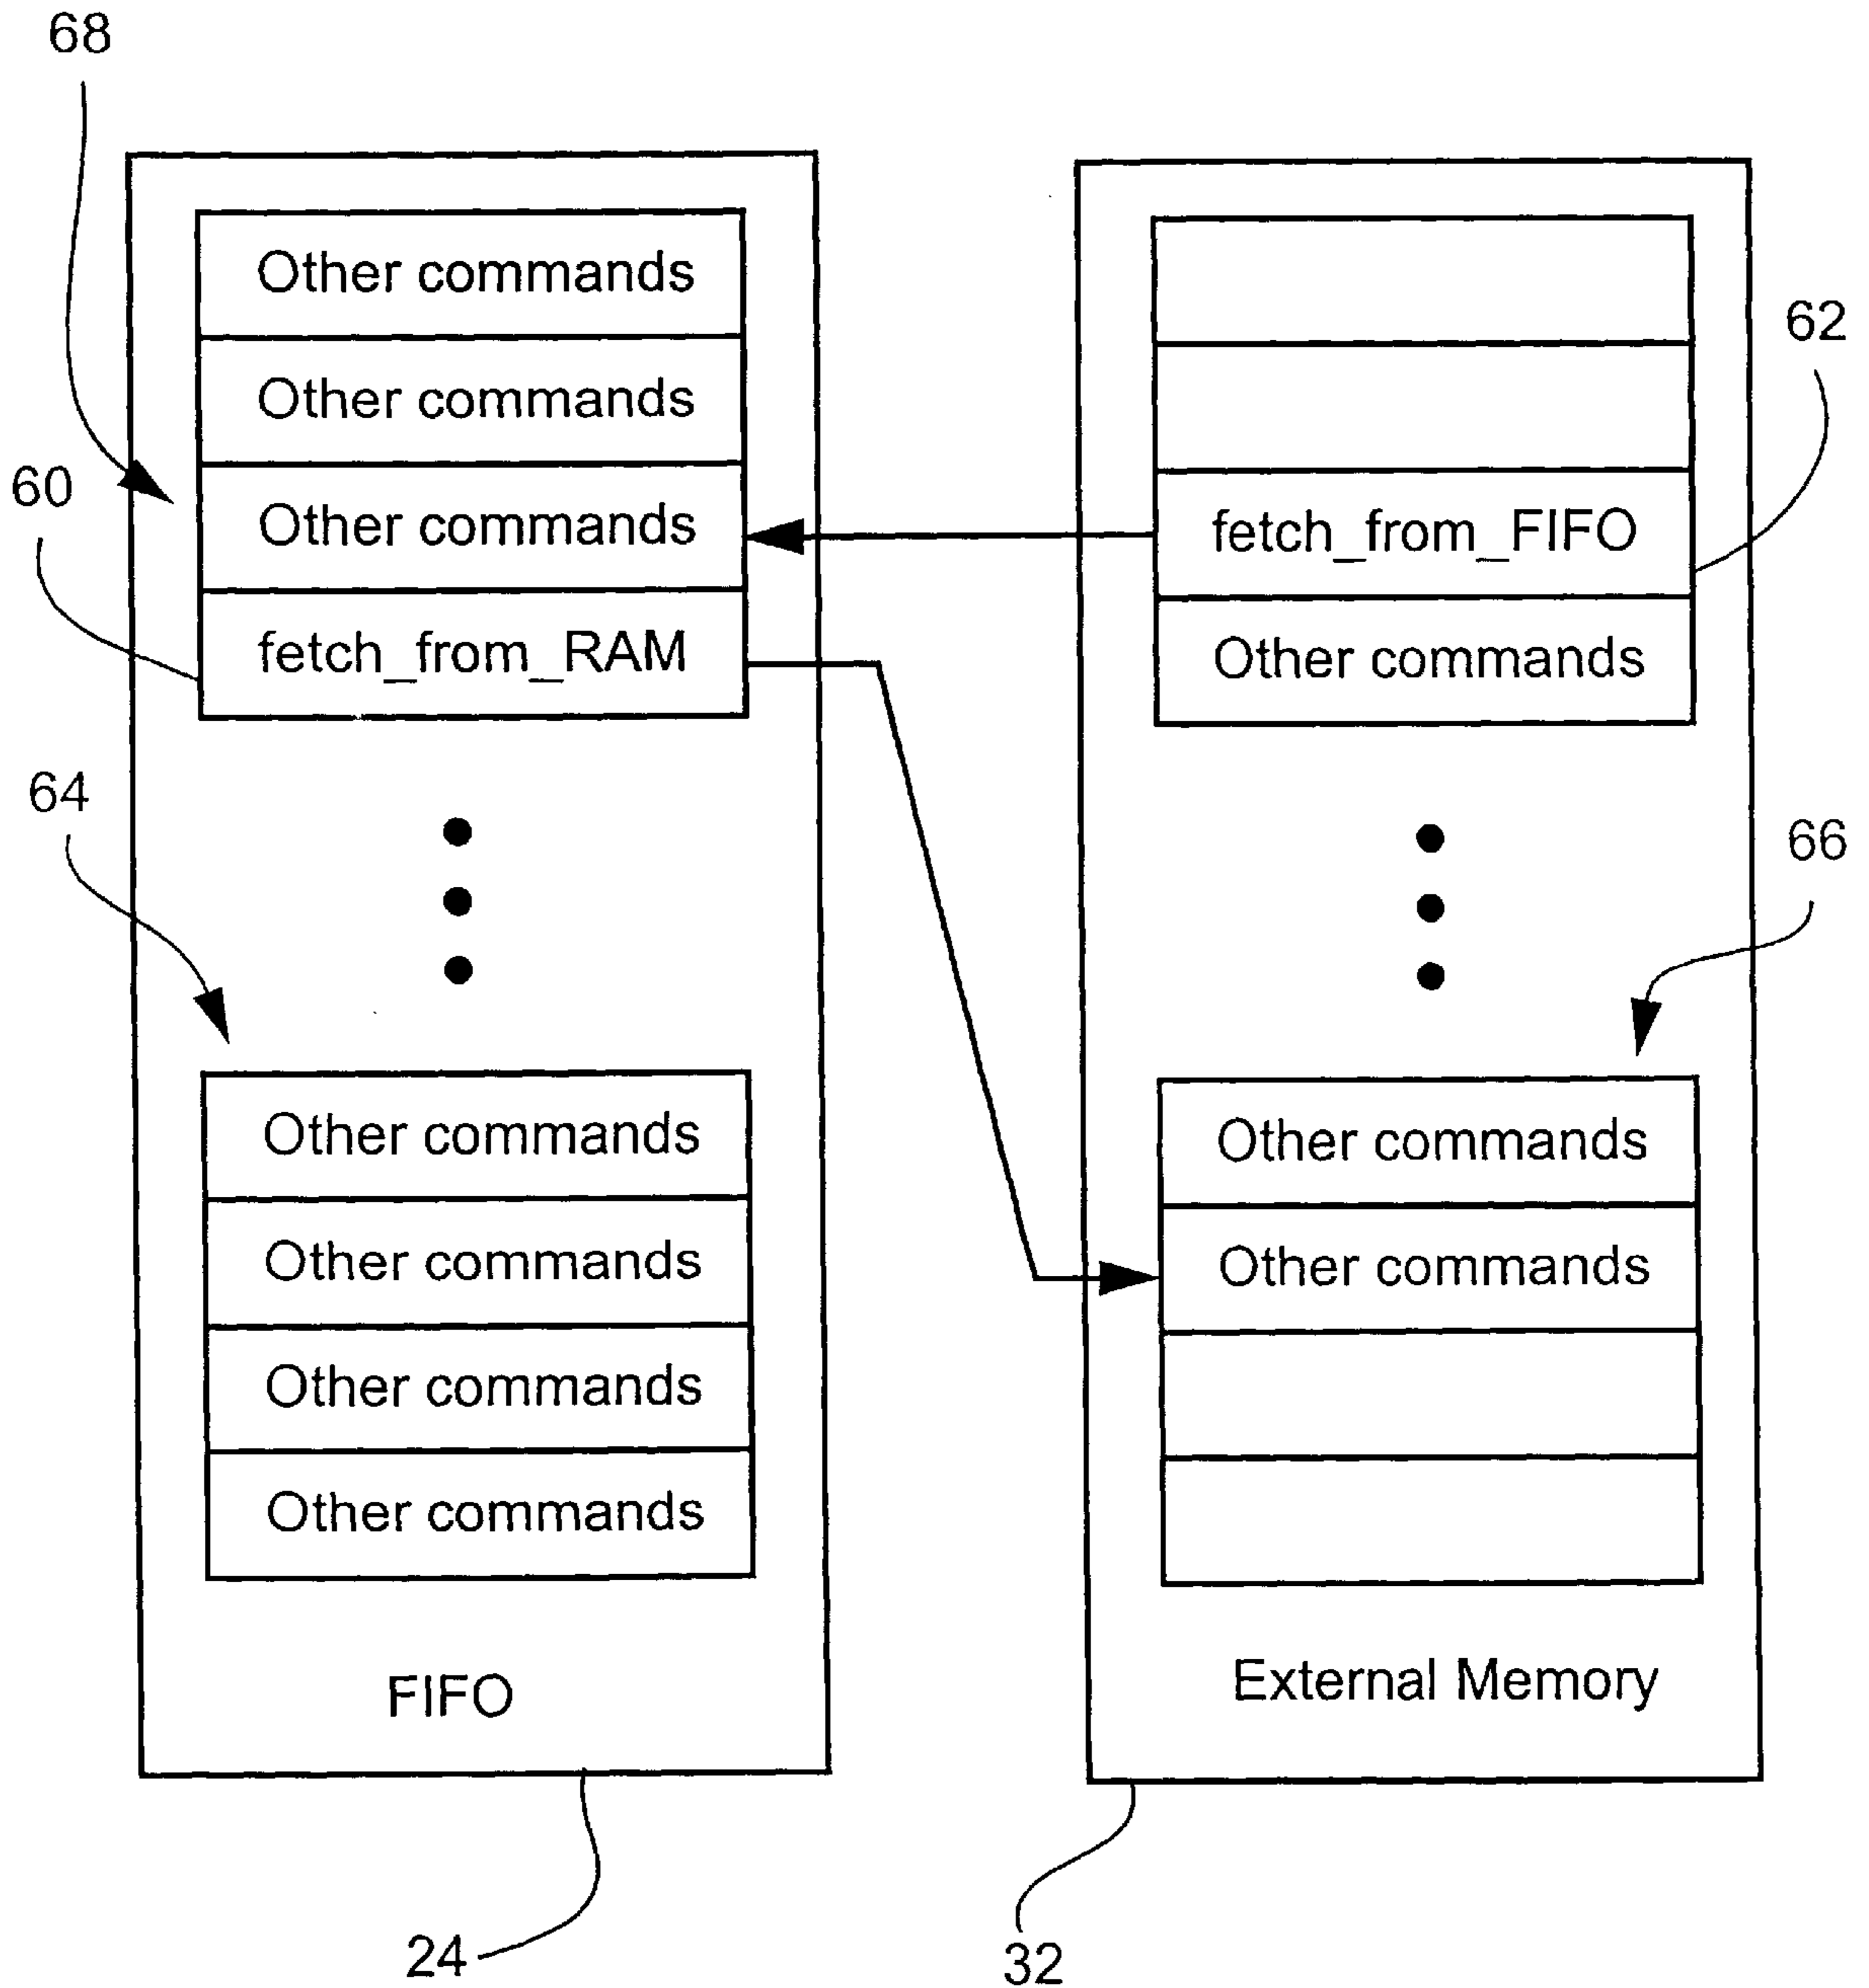 68
Other commands
Other commands
Other commands
fetch_from_RAM
60
64
Other commands
Other commands
Other commands
Other commands
FIFO
24
fetch_from_FIFO
Other commands
62
66
Other commands
Other commands
External Memory
32